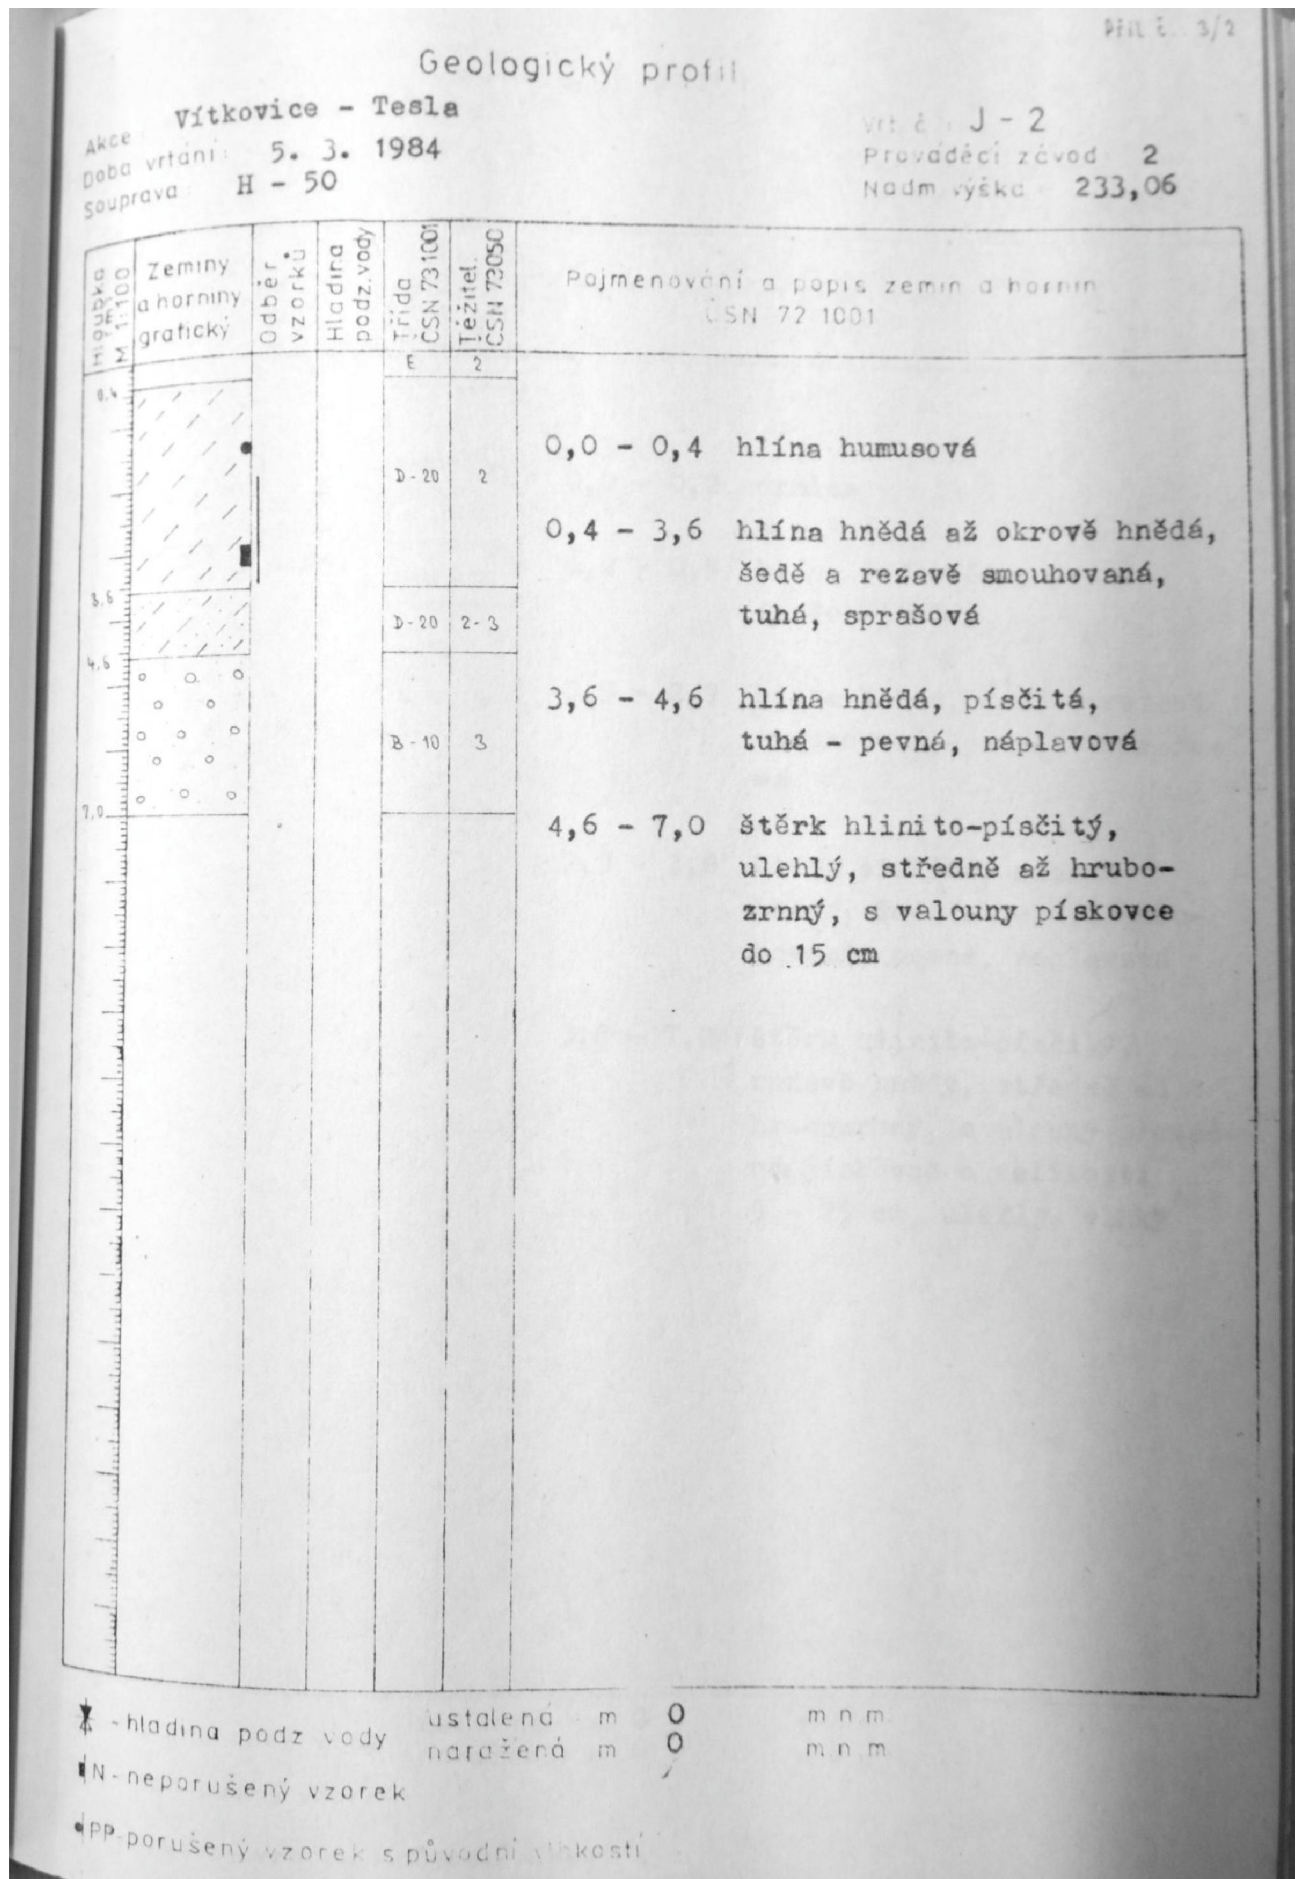 PŘÍL. Č. 3/2
Geologický profil
Akce Vítkovice - Tesla
Doba vrtání: 5. 3. 1984
Souprava: H - 50
Vrt č. J - 2
Prováděcí závod 2
Nadm. výška 233,06
Hloubka
M 1:100
Zeminy
a horniny
grafický
Odběr
vzorků
Hladina
podz. vody
Třída
ČSN 73 1001
Těžitel.
ČSN 73050
Pojmenování a popis zemin a hornin
ČSN 72 1001
E 2
0,4
D-20 2
3,6
D-20 2-3
4,6
B-10 3
7,0
0,0 - 0,4 hlína humusová
0,4 - 3,6 hlína hnědá až okrově hnědá,
šedě a rezavě smouhovaná,
tuhá, sprašová
3,6 - 4,6 hlína hnědá, písčitá,
tuhá - pevná, náplavová
4,6 - 7,0 štěrk hlinito-písčitý,
ulehlý, středně až hrubo-
zrnný, s valouny pískovce
do 15 cm
- hladina podz vody
ustálená m 0 m n m
naražená m 0 m n m
N - neporušený vzorek
PP - porušený vzorek s původní vlhkostí